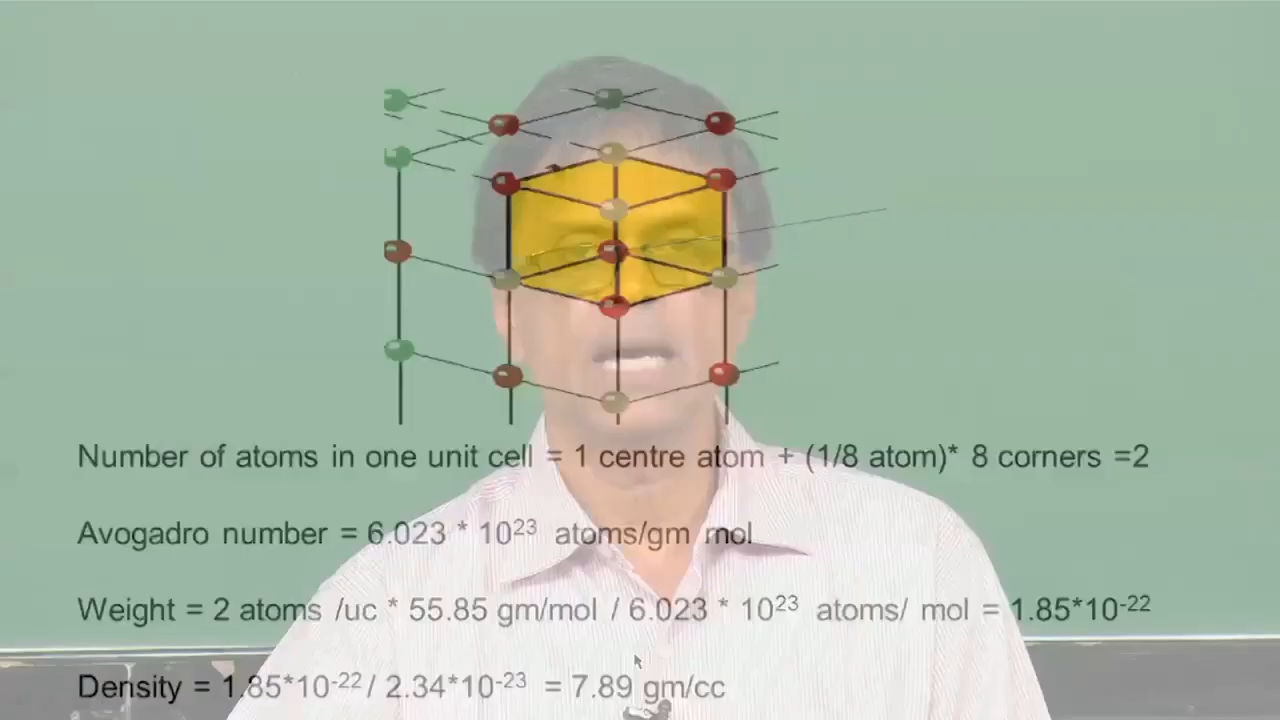 Number of atoms in one unit cell = 1 centre atom + (1/8 atom)* 8 corners =2
Avogadro number = 6.023 * 10²³ atoms/gm mol
Weight = 2 atoms /uc * 55.85 gm/mol / 6.023 * 10²³ atoms/ mol = 1.85*10⁻²²
Density = 1.85*10⁻²² / 2.34*10⁻²³ = 7.89 gm/cc